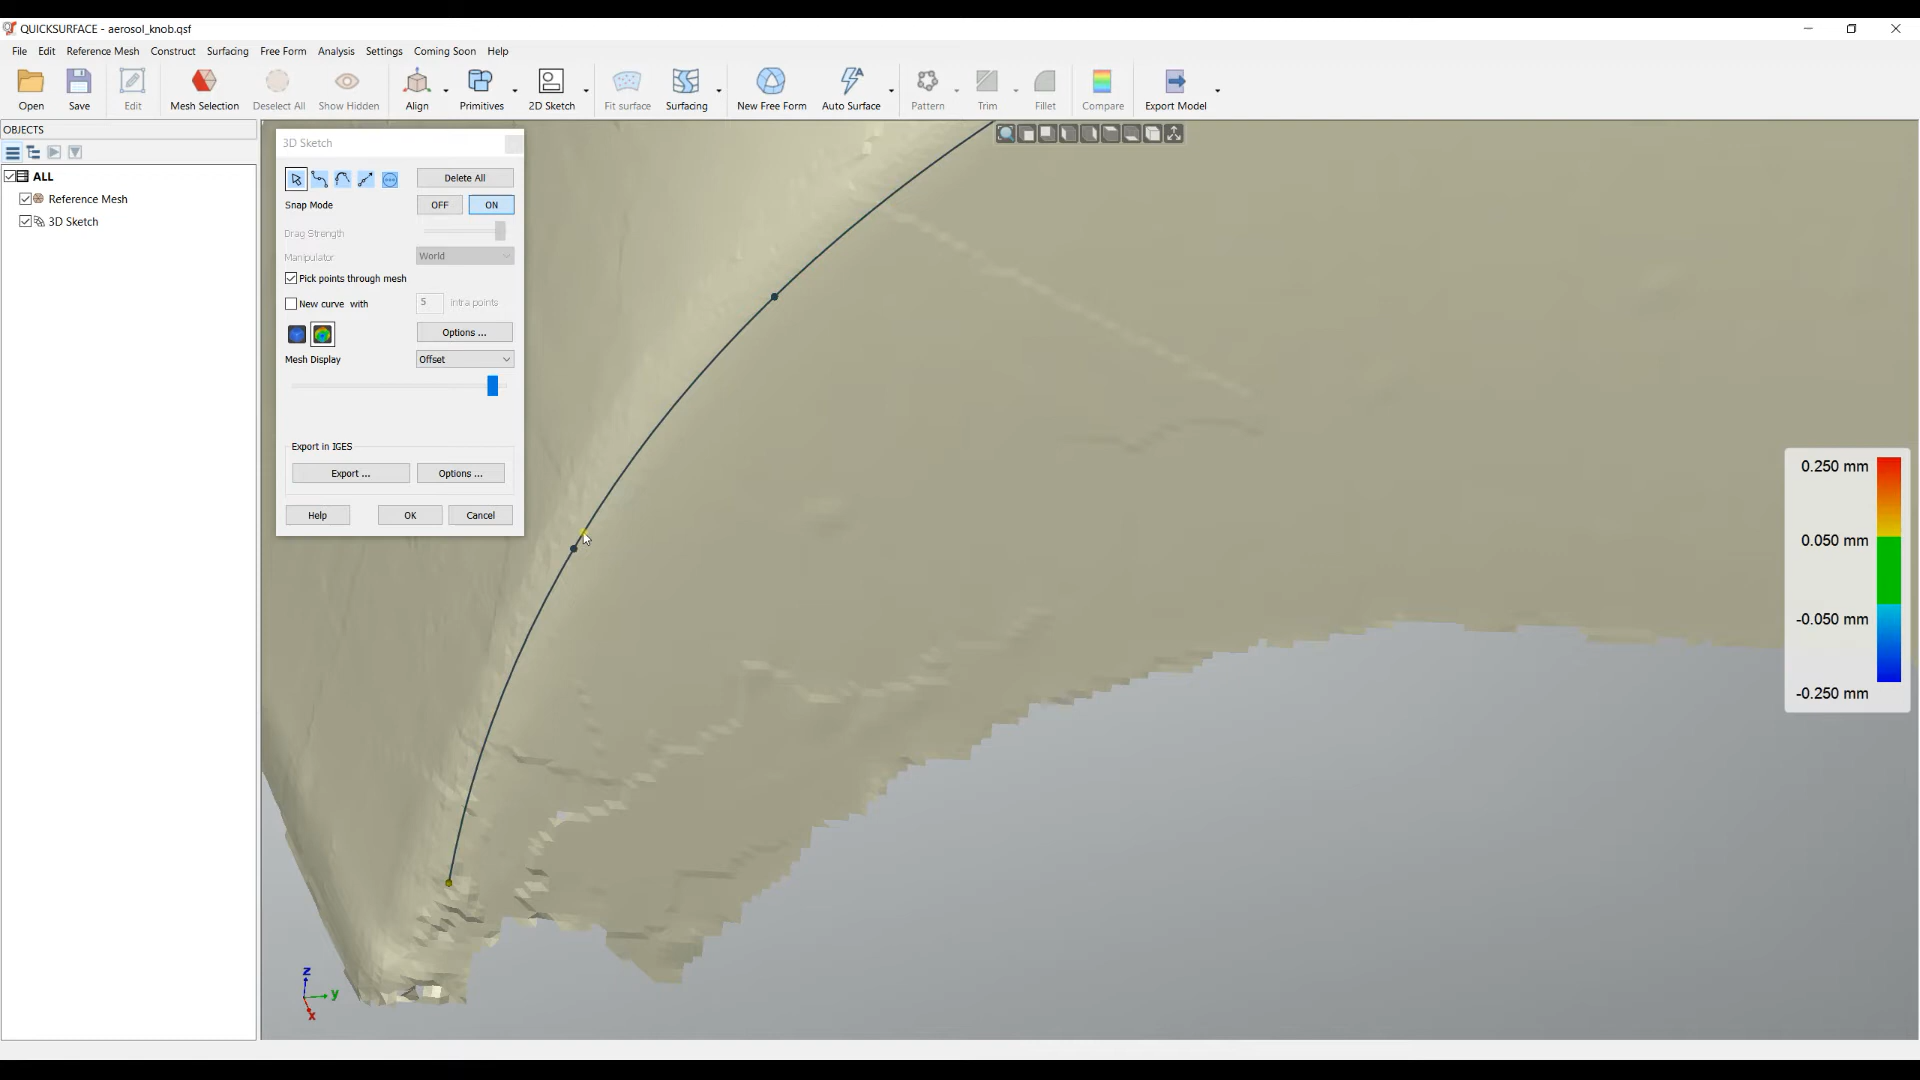 QUICKSURFACE - aerosol_knob.qsf
File Edit Reference Mesh Construct Surfacing Free Form Analysis Settings Coming Soon Help
Open Save Edit Mesh Selection Deselect All Show Hidden Align Primitives 2D Sketch Fit surface Surfacing New Free Form Auto Surface Pattern Trim Fillet Compare Export Model
OBJECTS
ALL
Reference Mesh
3D Sketch
3D Sketch
Delete All
Snap Mode OFF ON
Drag Strength
Manipulator World
Pick points through mesh
New curve with 5 intra points
Options ...
Mesh Display Offset
Export in IGES
Export ... Options ...
Help OK Cancel
0.250 mm
0.050 mm
-0.050 mm
-0.250 mm
z
y
x